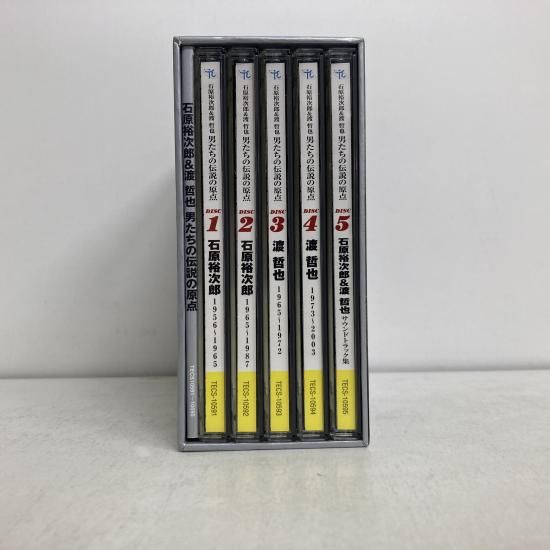 石原裕次郎&渡 哲也 男たちの伝説の原点
TECS-10591~10595
石原裕次郎&渡 哲也 男たちの伝説の原点
DISC
1
石原裕次郎
1956~1965
TECS-10591
石原裕次郎&渡 哲也 男たちの伝説の原点
DISC
2
石原裕次郎
1965~1987
TECS-10592
石原裕次郎&渡 哲也 男たちの伝説の原点
DISC
3
渡 哲也
1965~1972
TECS-10593
石原裕次郎&渡 哲也 男たちの伝説の原点
DISC
4
渡 哲也
1973~2003
TECS-10594
石原裕次郎&渡 哲也 男たちの伝説の原点
DISC
5
石原裕次郎&渡 哲也 サウンドトラック集
TECS-10595